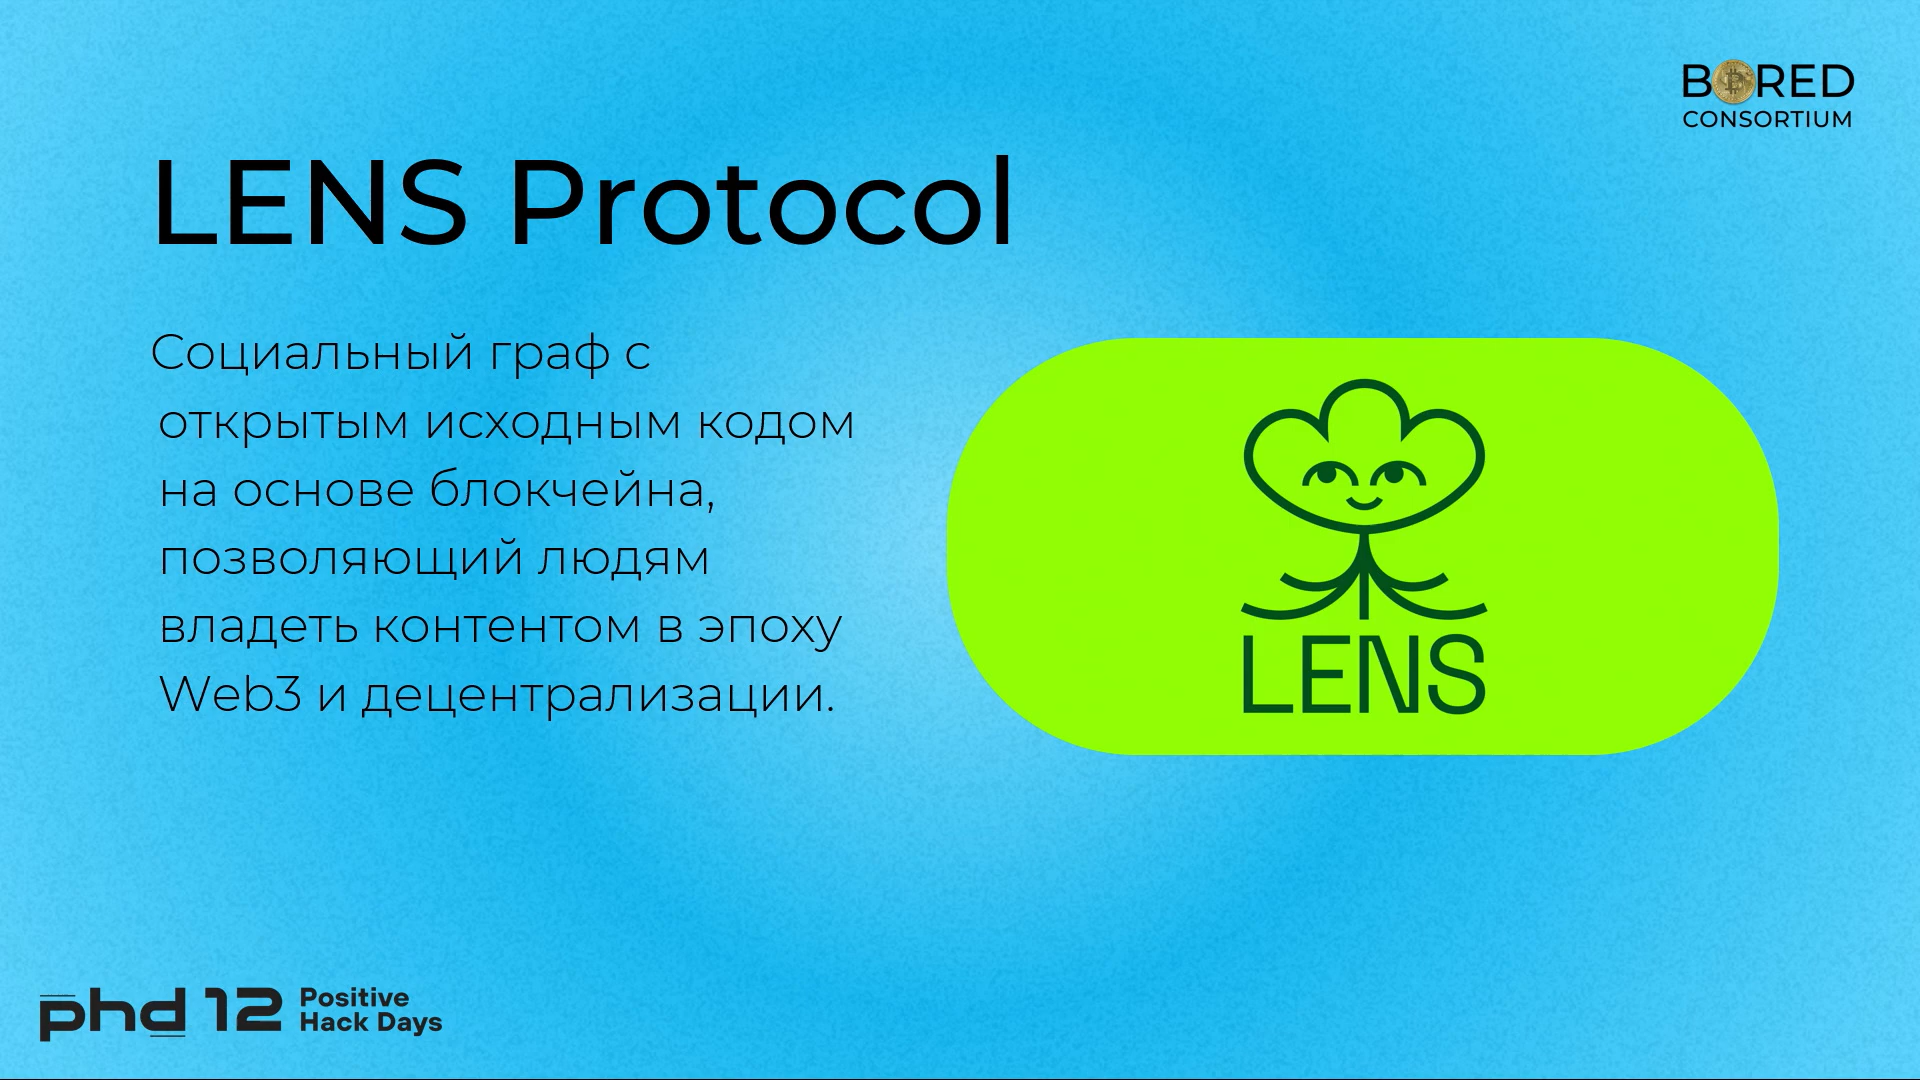 BORED
CONSORTIUM
LENS Protocol
Социальный граф с
открытым исходным кодом
на основе блокчейна,
позволяющий людям
владеть контентом в эпоху
Web3 и децентрализации.
LENS
phd 12
Positive
Hack Days